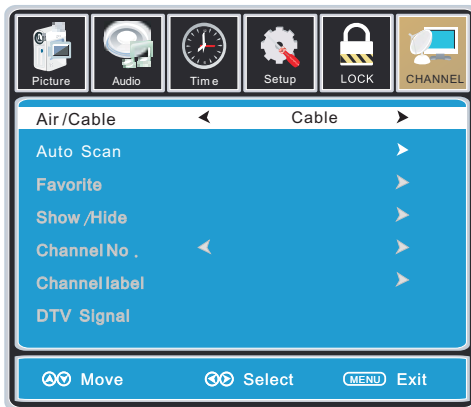 Picture Audio Time Setup LOCK CHANNEL
Air/Cable Cable
Auto Scan
Favorite
Show/Hide
Channel No.
Channel label
DTV Signal
Move Select MENU Exit